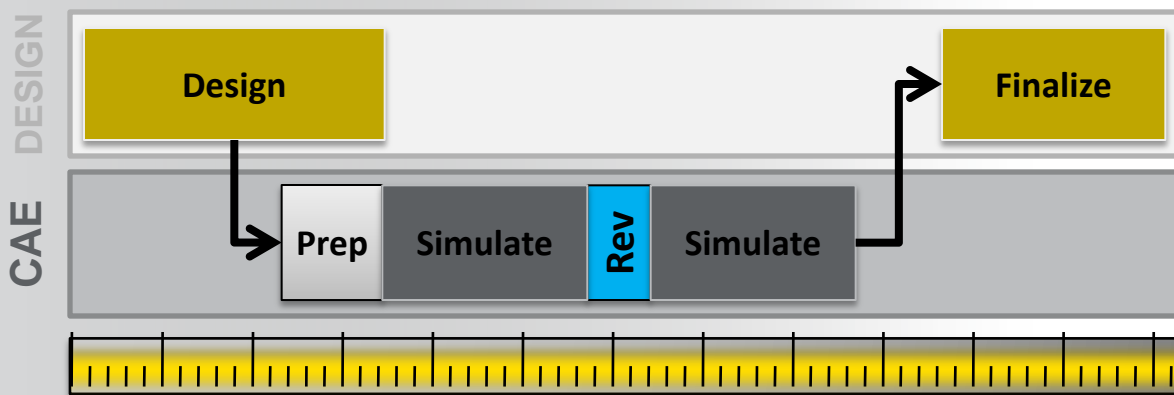 DESIGN
Design
Finalize
CAE
Prep
Simulate
Rev
Simulate